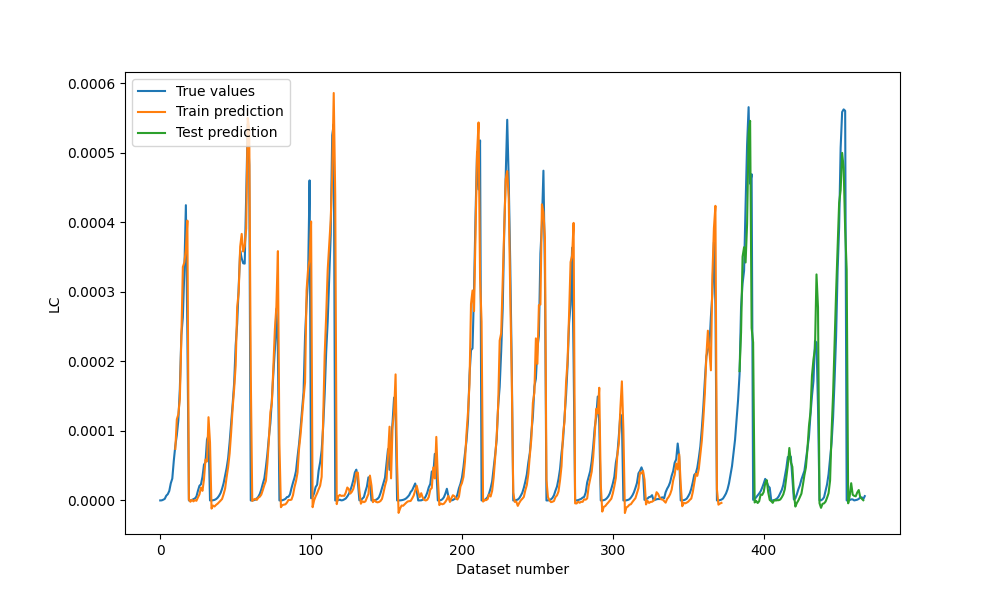 0.0006
0.0005
0.0004
0.0003
0.0002
0.0001
0.0000
LC
True values
Train prediction
Test prediction
0 100 200 300 400
Dataset number